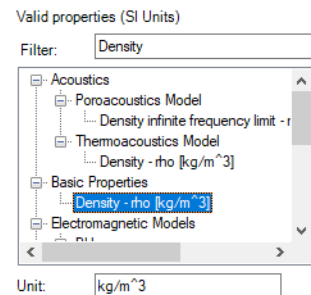 Valid properties (SI Units)
Filter: Density
Acoustics
Poroacoustics Model
Density infinite frequency limit -
Thermoacoustics Model
Density - rho [kg/m^3]
Basic Properties
Density - rho [kg/m^3]
Electromagnetic Models
Unit: kg/m^3